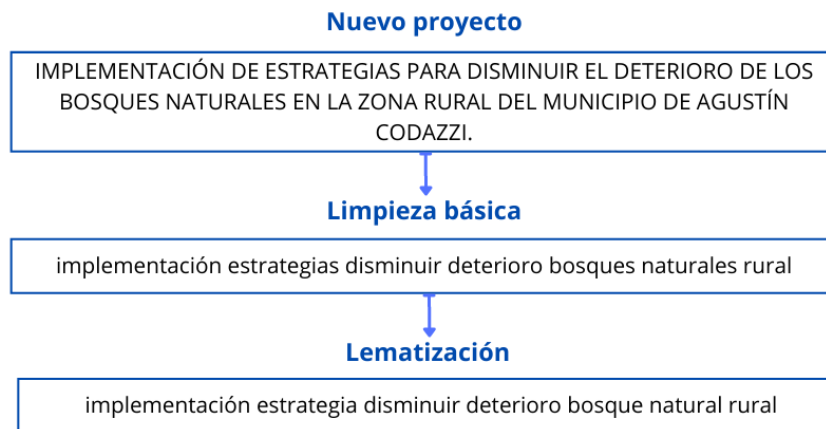 Nuevo proyecto
IMPLEMENTACIÓN DE ESTRATEGIAS PARA DISMINUIR EL DETERIORO DE LOS
BOSQUES NATURALES EN LA ZONA RURAL DEL MUNICIPIO DE AGUSTÍN
CODAZZI.
Limpieza básica
implementación estrategias disminuir deterioro bosques naturales rural
Lematización
implementación estrategia disminuir deterioro bosque natural rural